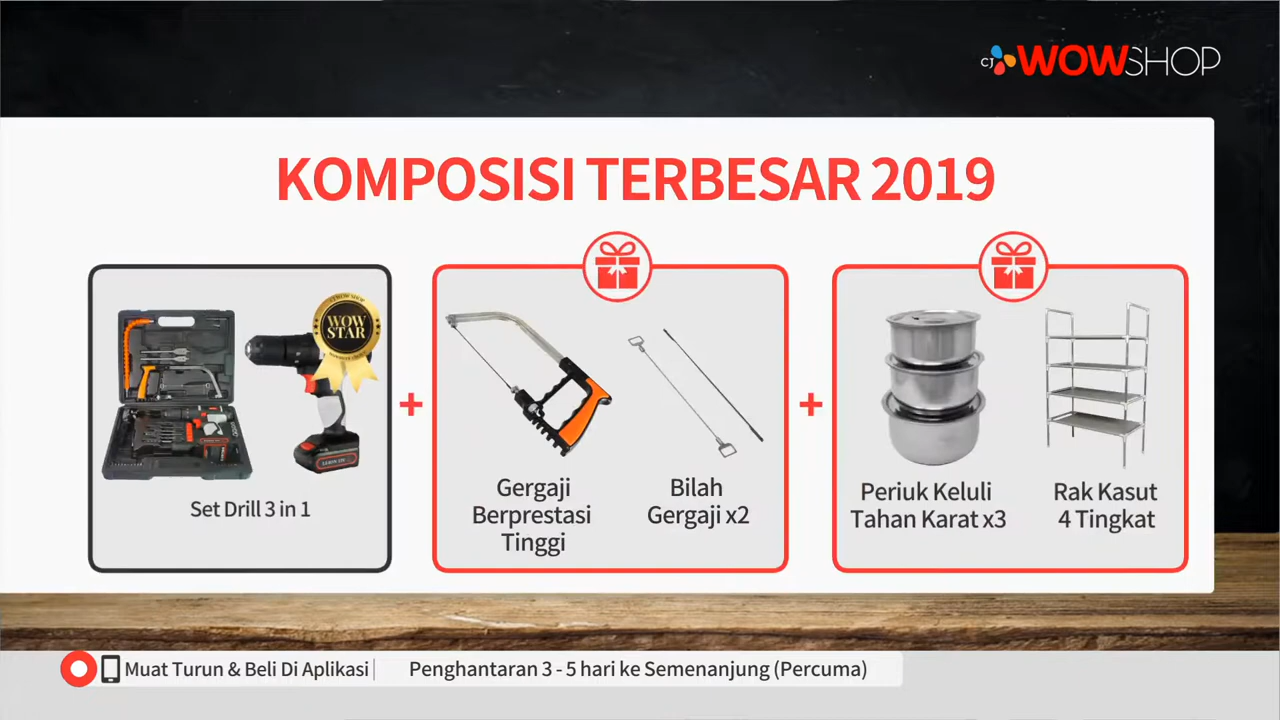 CJ WOWSHOP
KOMPOSISI TERBESAR 2019
WOW
STAR
Set Drill 3 in 1
Gergaji
Berprestasi
Tinggi
Bilah
Gergaji x2
Periuk Keluli
Tahan Karat x3
Rak Kasut
4 Tingkat
Muat Turun & Beli Di Aplikasi
Penghantaran 3 - 5 hari ke Semenanjung (Percuma)